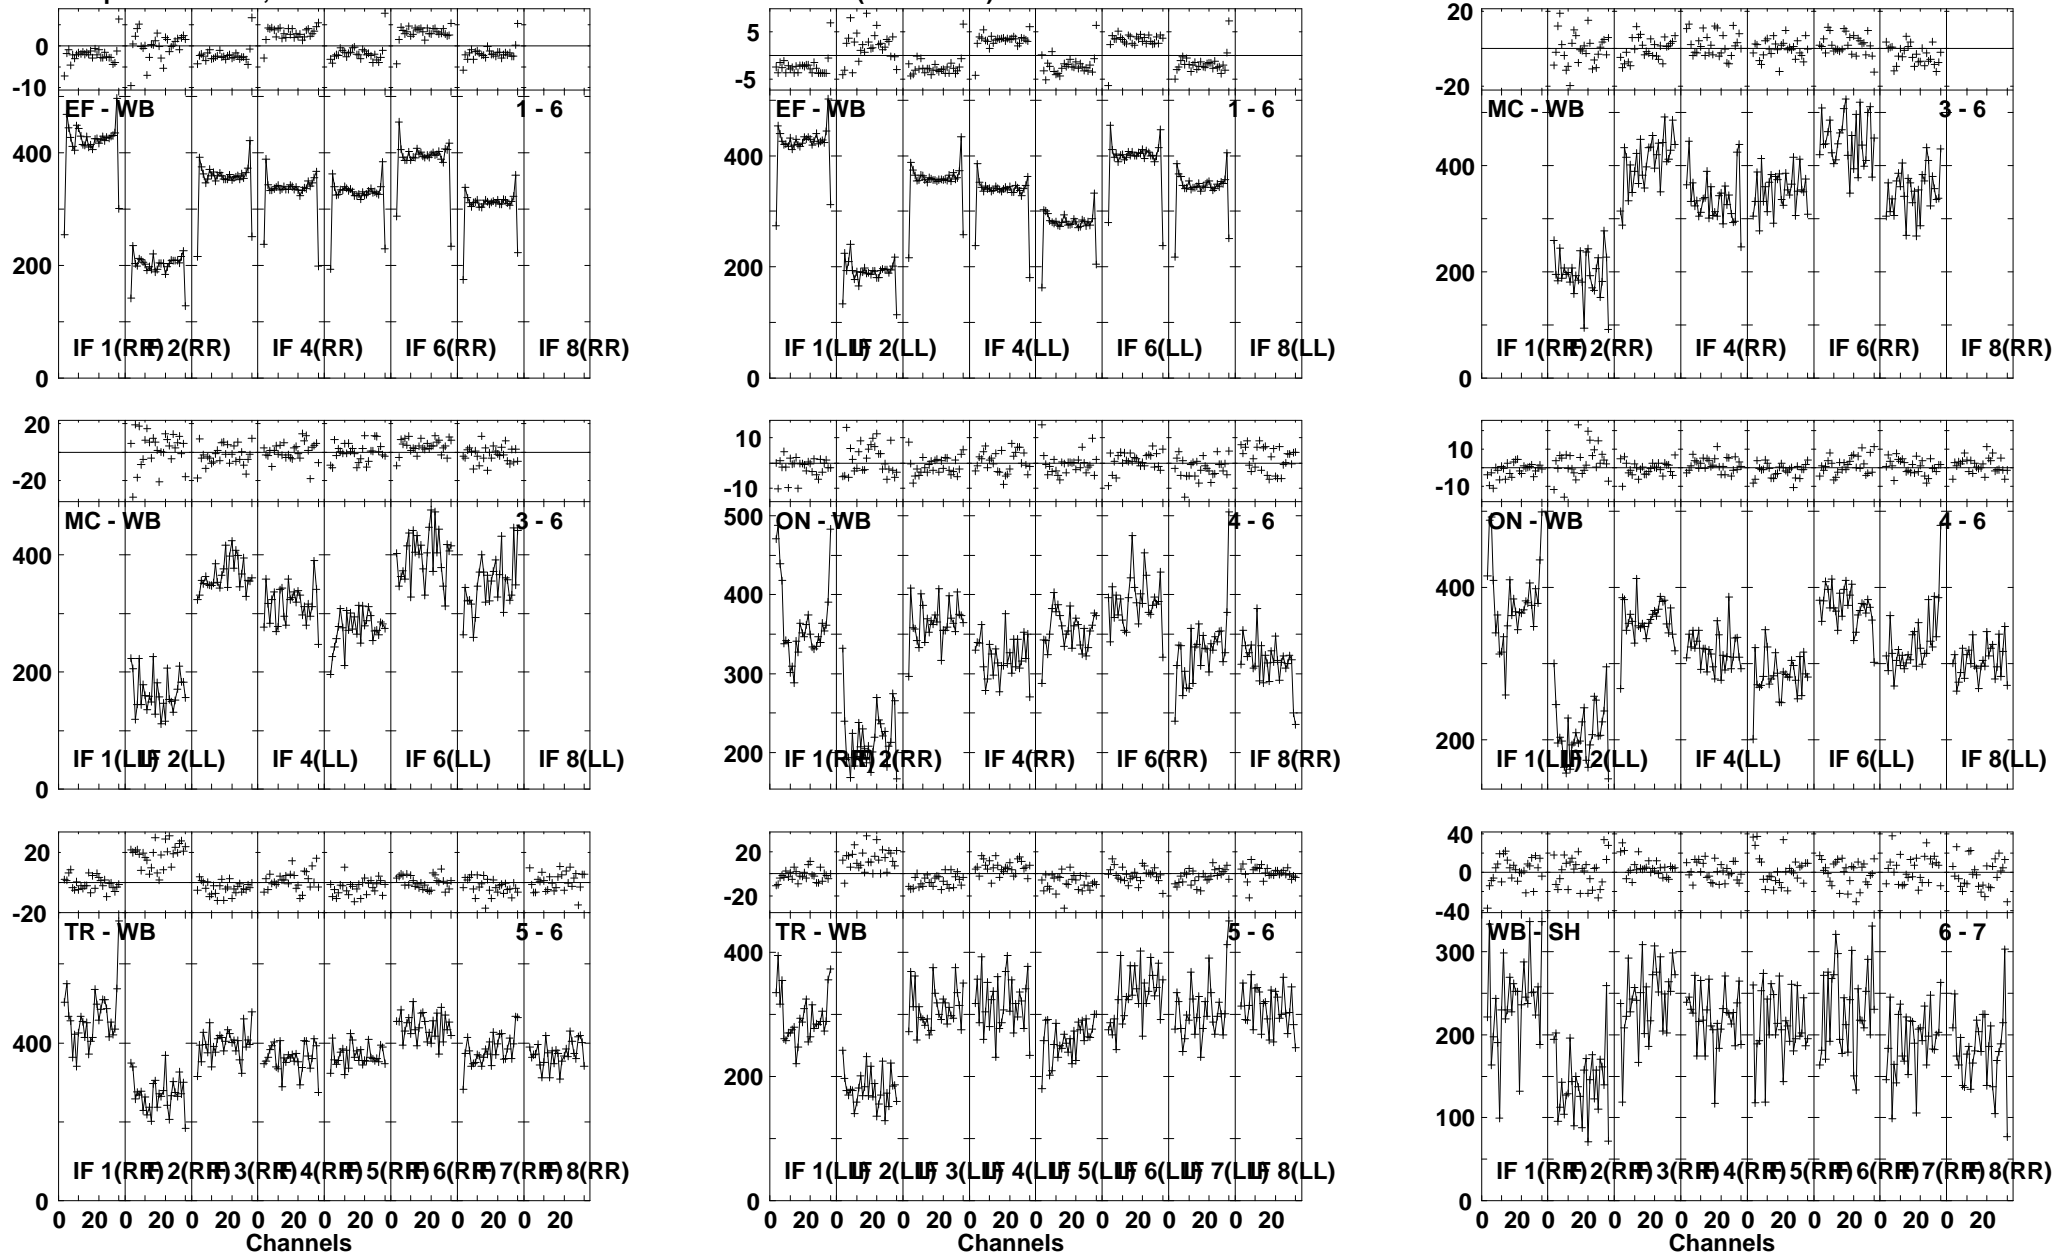 0
-10
EF - WB 1 - 6
400
200
0
IF 1(RR) IF 2(RR) IF 4(RR) IF 6(RR) IF 8(RR)
5
-5
EF - WB 1 - 6
400
200
0
IF 1(LL) IF 2(LL) IF 4(LL) IF 6(LL) IF 8(LL)
20
-20
MC - WB 3 - 6
400
200
0
IF 1(RR) IF 2(RR) IF 4(RR) IF 6(RR) IF 8(RR)
20
-20
MC - WB 3 - 6
400
200
0
IF 1(LL) IF 2(LL) IF 4(LL) IF 6(LL) IF 8(LL)
10
-10
500
ON - WB 4 - 6
400
300
200
IF 1(RR) IF 2(RR) IF 4(RR) IF 6(RR) IF 8(RR)
10
-10
ON - WB 4 - 6
400
200
IF 1(LL) IF 2(LL) IF 4(LL) IF 6(LL) IF 8(LL)
20
-20
TR - WB 5 - 6
400
0
IF 1(RR) IF 2(RR) IF 3(RR) IF 4(RR) IF 5(RR) IF 6(RR) IF 7(RR) IF 8(RR)
0 20 0 20 0 20 0 20 0 20 0 20 0 20 0 20
Channels
20
-20
TR - WB 5 - 6
400
200
0
IF 1(LL) IF 2(LL) IF 3(LL) IF 4(LL) IF 5(LL) IF 6(LL) IF 7(LL) IF 8(LL)
0 20 0 20 0 20 0 20 0 20 0 20 0 20 0 20
Channels
40
0
-40
WB - SH 6 - 7
300
200
100
0
IF 1(RR) IF 2(RR) IF 3(RR) IF 4(RR) IF 5(RR) IF 6(RR) IF 7(RR) IF 8(RR)
0 20 0 20 0 20 0 20 0 20 0 20 0 20 0 20
Channels